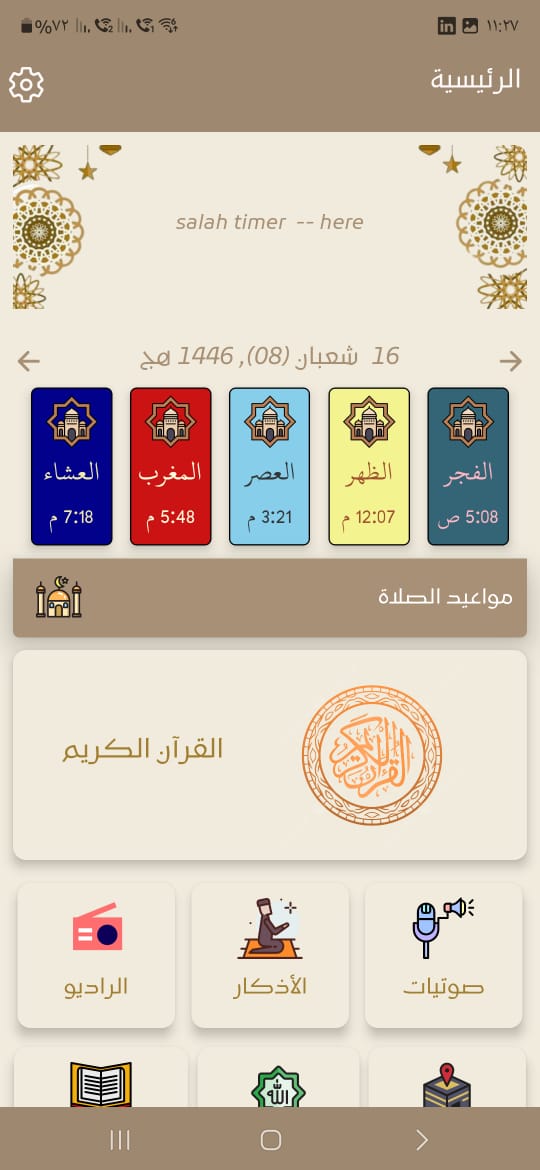 ١١:٢٧
%٧٢
الرئيسية
salah timer -- here
16 شعبان (08), 1446 هج
الفجر
5:08 ص
الظهر
12:07 م
العصر
3:21 م
المغرب
5:48 م
العشاء
7:18 م
مواعيد الصلاة
القرآن الكريم
القرآن الكريم
صوتيات
الأذكار
الراديو
الله